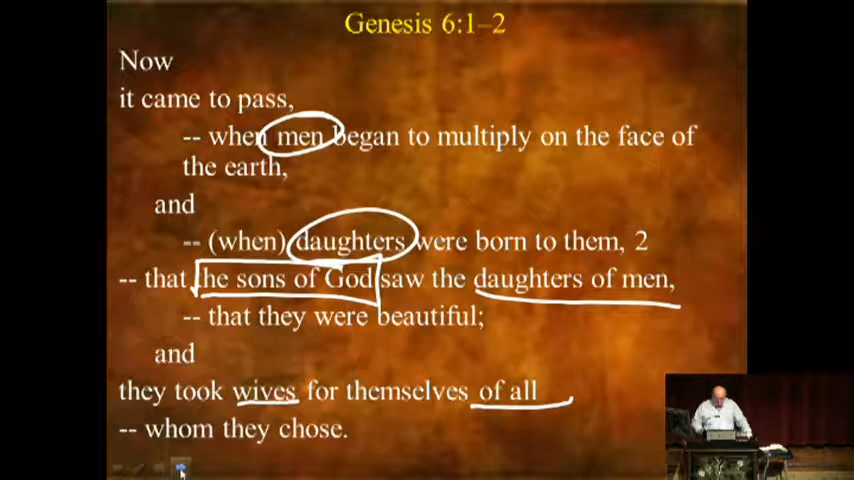 Genesis 6:1–2
Now
it came to pass,
-- when men began to multiply on the face of
the earth,
and
-- (when) daughters were born to them, 2
-- that the sons of God saw the daughters of men,
-- that they were beautiful;
and
they took wives for themselves of all
-- whom they chose.